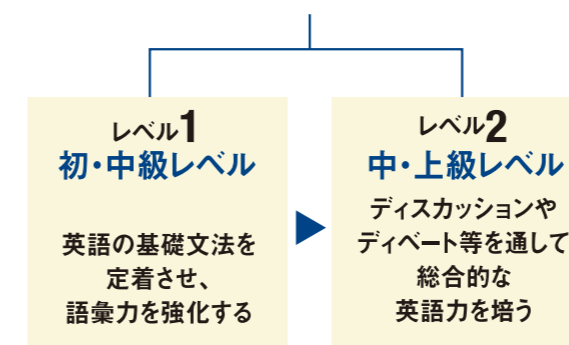 レベル1
初・中級レベル
英語の基礎文法を
定着させ、
語彙力を強化する
レベル2
中・上級レベル
ディスカッションや
ディベート等を通して
総合的な
英語力を培う